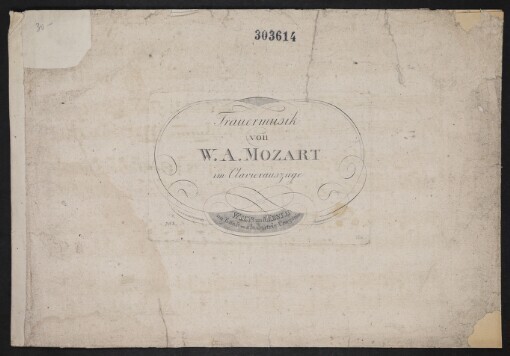 303614
Trauermusik
von
W. A. MOZART
im Clavierauszuge.